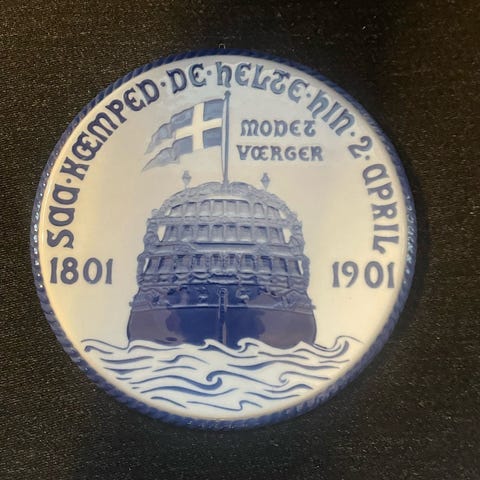 SAA·KÆMPED·DE·HELTE·HIN·2·APRIL
MODET
VÆRGER
1801 1901